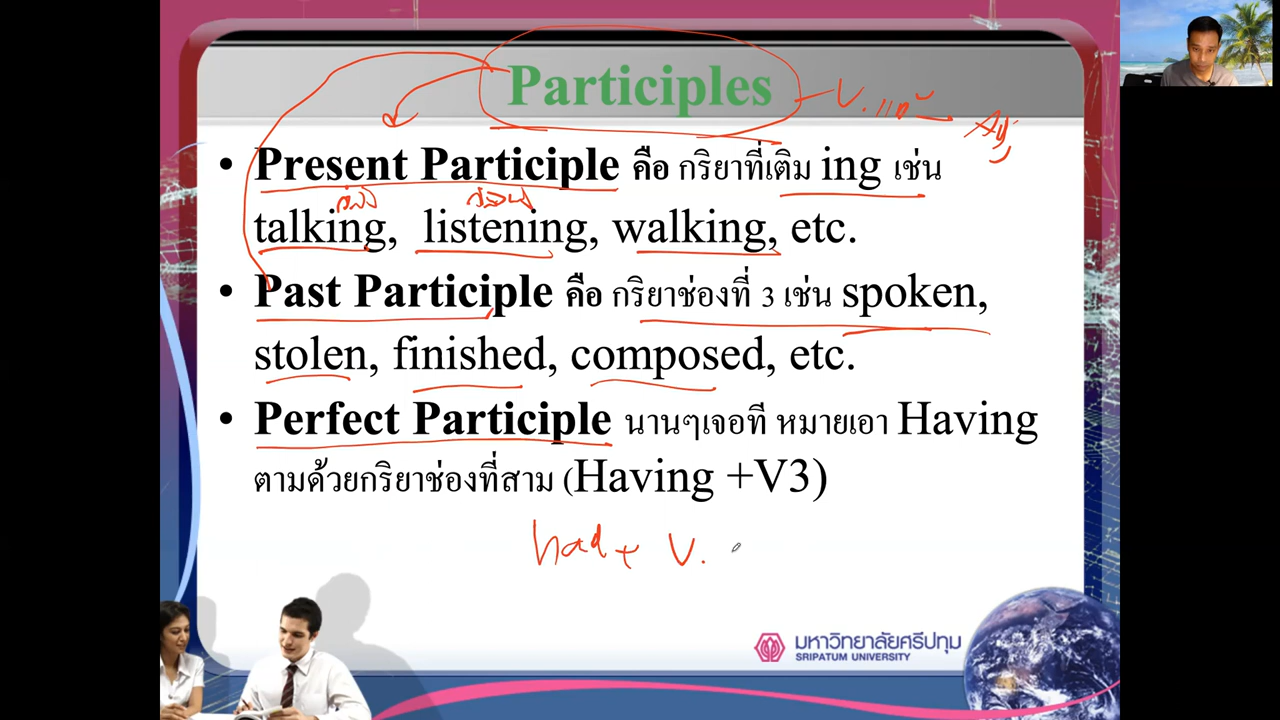 Participles
Present Participle คือ กริยาที่เติม ing เช่น
talking, listening, walking, etc.
Past Participle คือ กริยาช่องที่ 3 เช่น spoken,
stolen, finished, composed, etc.
Perfect Participle นานๆเจอที หมายเอา Having
ตามด้วยกริยาช่องที่สาม (Having +V3)
had + V.
มหาวิทยาลัยศรีปทุม
SRIPATUM UNIVERSITY